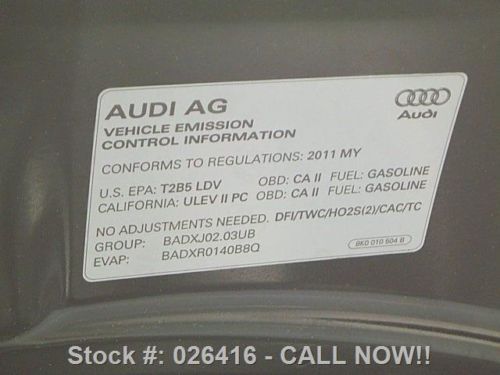 AUDI AG
Audi
VEHICLE EMISSION
CONTROL INFORMATION
CONFORMS TO REGULATIONS: 2011 MY
U.S. EPA: T2B5 LDV OBD: CA II FUEL: GASOLINE
CALIFORNIA: ULEV II PC OBD: CA II FUEL: GASOLINE
NO ADJUSTMENTS NEEDED. DFI/TWC/HO2S(2)/CAC/TC
GROUP: BADXJ02.03UB
EVAP: BADXR0140B8Q
8K0 010 504 B
Stock #: 026416 - CALL NOW!!